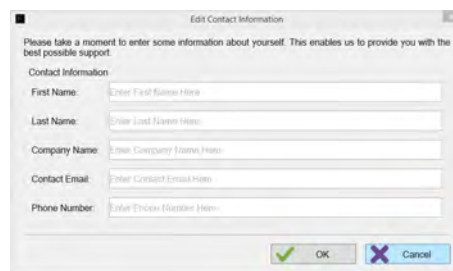 Edit Contact Information
Please take a moment to enter some information about yourself. This enables us to provide you with the
best possible support
Contact Information
First Name:
Enter First Name Here
Last Name:
Enter Last Name Here
Company Name:
Enter Company Name Here
Contact Email:
Enter Contact Email Here
Phone Number:
Enter Phone Number Here
OK
Cancel